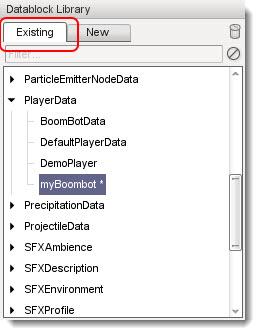 Datablock Library
Existing
New
Filter...
ParticleEmitterNodeData
PlayerData
BoomBotData
DefaultPlayerData
DemoPlayer
myBoombot *
PrecipitationData
ProjectileData
SFXAmbience
SFXDescription
SFXEnvironment
SFXProfile